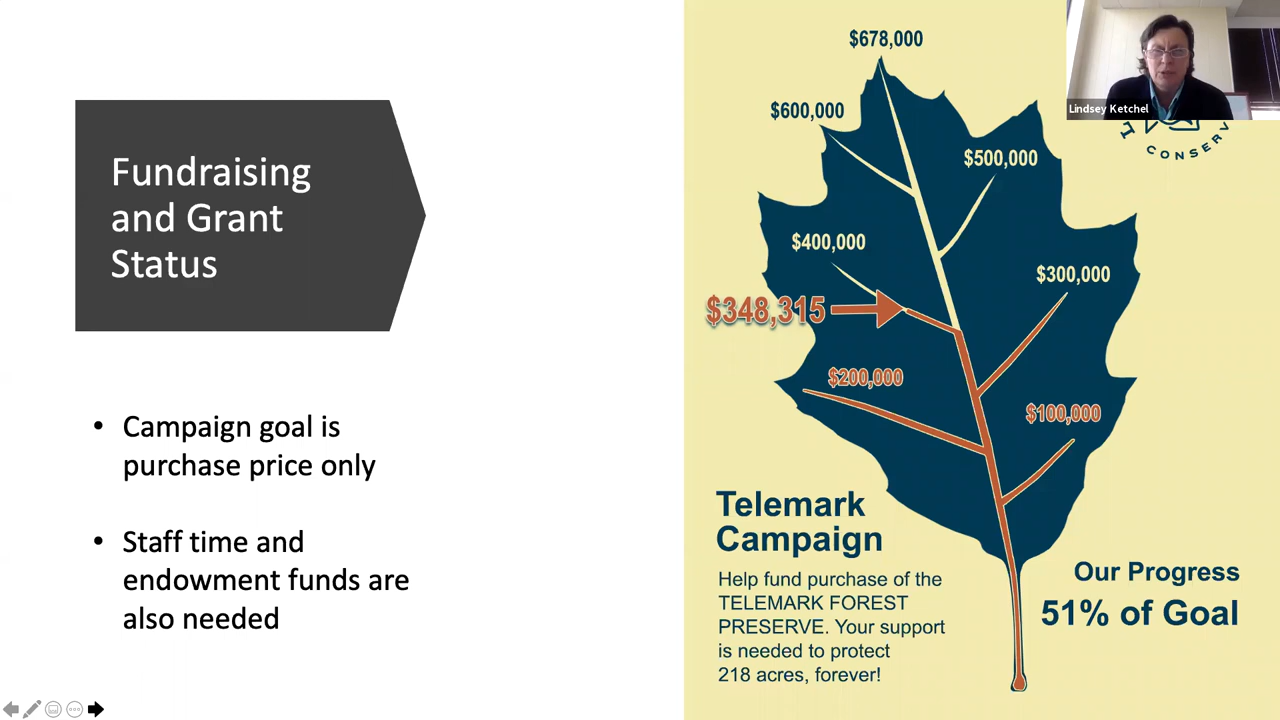 Fundraising
and Grant
Status
• Campaign goal is
purchase price only
• Staff time and
endowment funds are
also needed
$678,000
$600,000
$500,000
$400,000
$300,000
$348,315
$200,000
$100,000
Telemark
Campaign
Help fund purchase of the
TELEMARK FOREST
PRESERVE. Your support
is needed to protect
218 acres, forever!
Our Progress
51% of Goal
Lindsey Ketchel